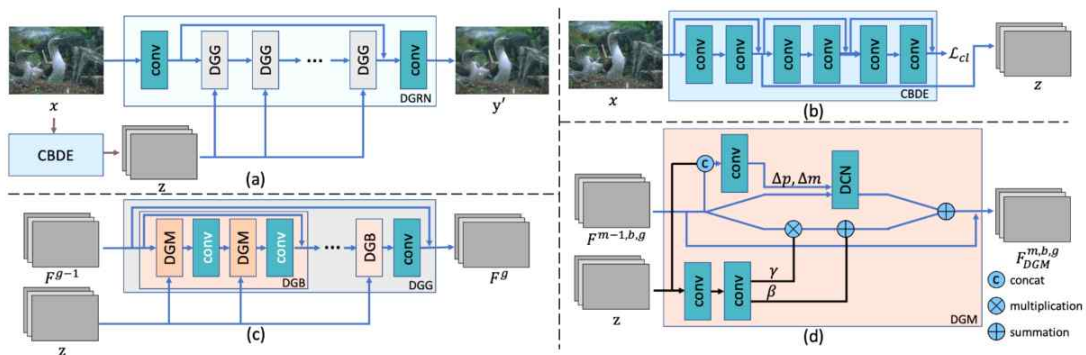 conv
DGG
DGG
...
DGG
conv
DGRN
x
y′
CBDE
z
(a)
conv
conv
conv
conv
conv
conv
CBDE
ℒ_cl
x
z
(b)
F^{g−1}
DGM
conv
DGM
conv
DGB
...
DGB
conv
DGG
F^g
z
(c)
C
conv
Δp, Δm
DCN
F^{m−1,b,g}
F_{DGM}^{m,b,g}
conv
conv
γ
β
z
DGM
(d)
C concat
multiplication
summation